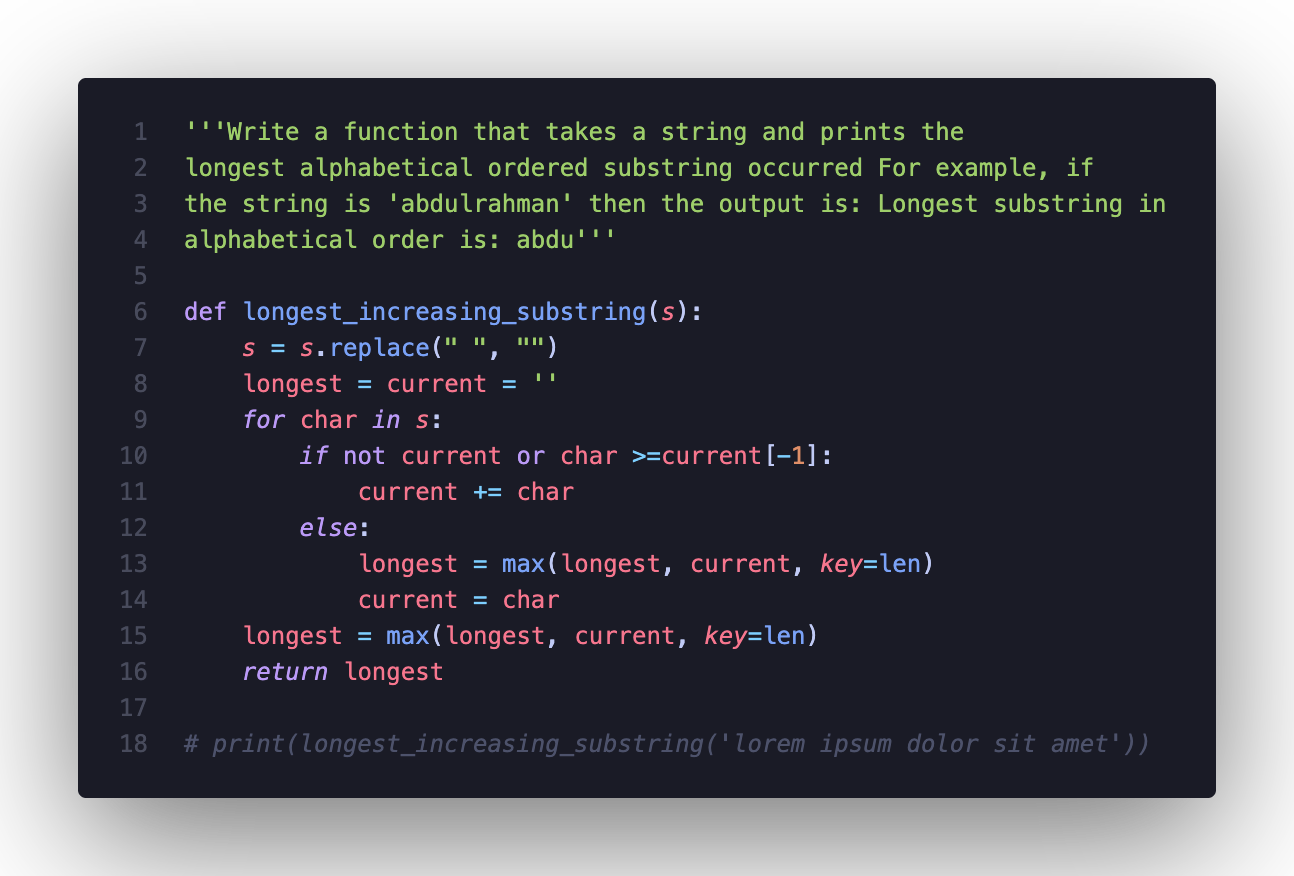 1 '''Write a function that takes a string and prints the
2 longest alphabetical ordered substring occurred For example, if
3 the string is 'abdulrahman' then the output is: Longest substring in
4 alphabetical order is: abdu'''
5
6 def longest_increasing_substring(s):
7     s = s.replace(" ", "")
8     longest = current = ''
9     for char in s:
10         if not current or char >=current[-1]:
11             current += char
12         else:
13             longest = max(longest, current, key=len)
14             current = char
15     longest = max(longest, current, key=len)
16     return longest
17
18 # print(longest_increasing_substring('lorem ipsum dolor sit amet'))